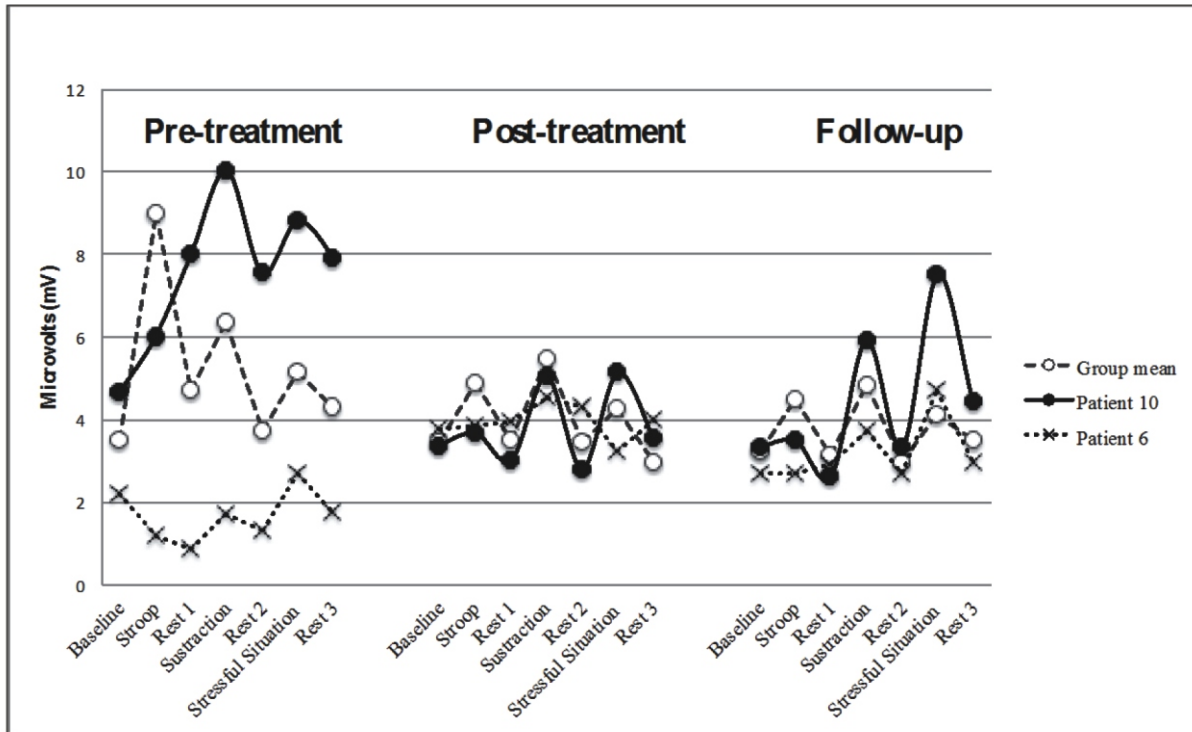 12
10
8
6
4
2
0
Microvolts (mV)
Pre-treatment
Post-treatment
Follow-up
Baseline
Stroop
Rest 1
Sustraction
Rest 2
Stressful Situation
Rest 3
Baseline
Stroop
Rest 1
Sustraction
Rest 2
Stressful Situation
Rest 3
Baseline
Stroop
Rest 1
Sustraction
Rest 2
Stressful Situation
Rest 3
Group mean
Patient 10
Patient 6